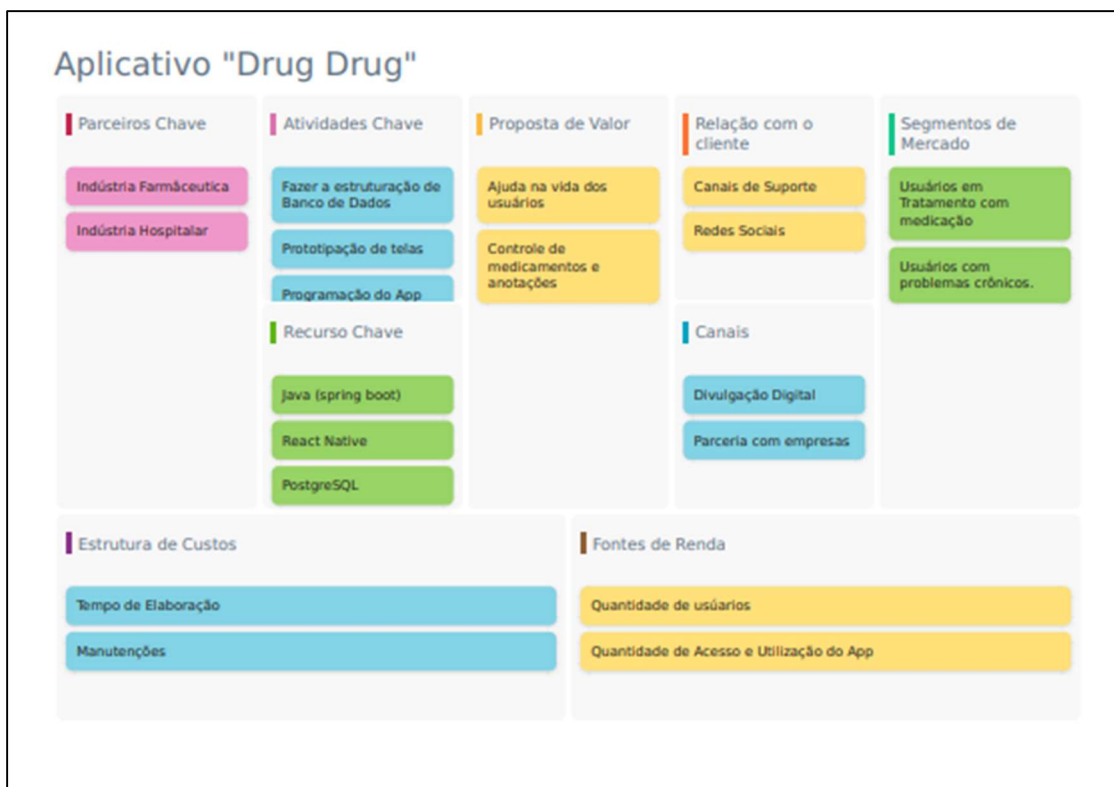 Aplicativo "Drug Drug"
Parceiros Chave
Indústria Farmâceutica
Indústria Hospitalar
Atividades Chave
Fazer a estruturação de
Banco de Dados
Prototipação de telas
Programação do App
Recurso Chave
Java (spring boot)
React Native
PostgreSQL
Proposta de Valor
Ajuda na vida dos
usuários
Controle de
medicamentos e
anotações
Relação com o
cliente
Canais de Suporte
Redes Sociais
Canais
Divulgação Digital
Parceria com empresas
Segmentos de
Mercado
Usuários em
Tratamento com
medicação
Usuários com
problemas crônicos.
Estrutura de Custos
Tempo de Elaboração
Manutenções
Fontes de Renda
Quantidade de usúarios
Quantidade de Acesso e Utilização do App